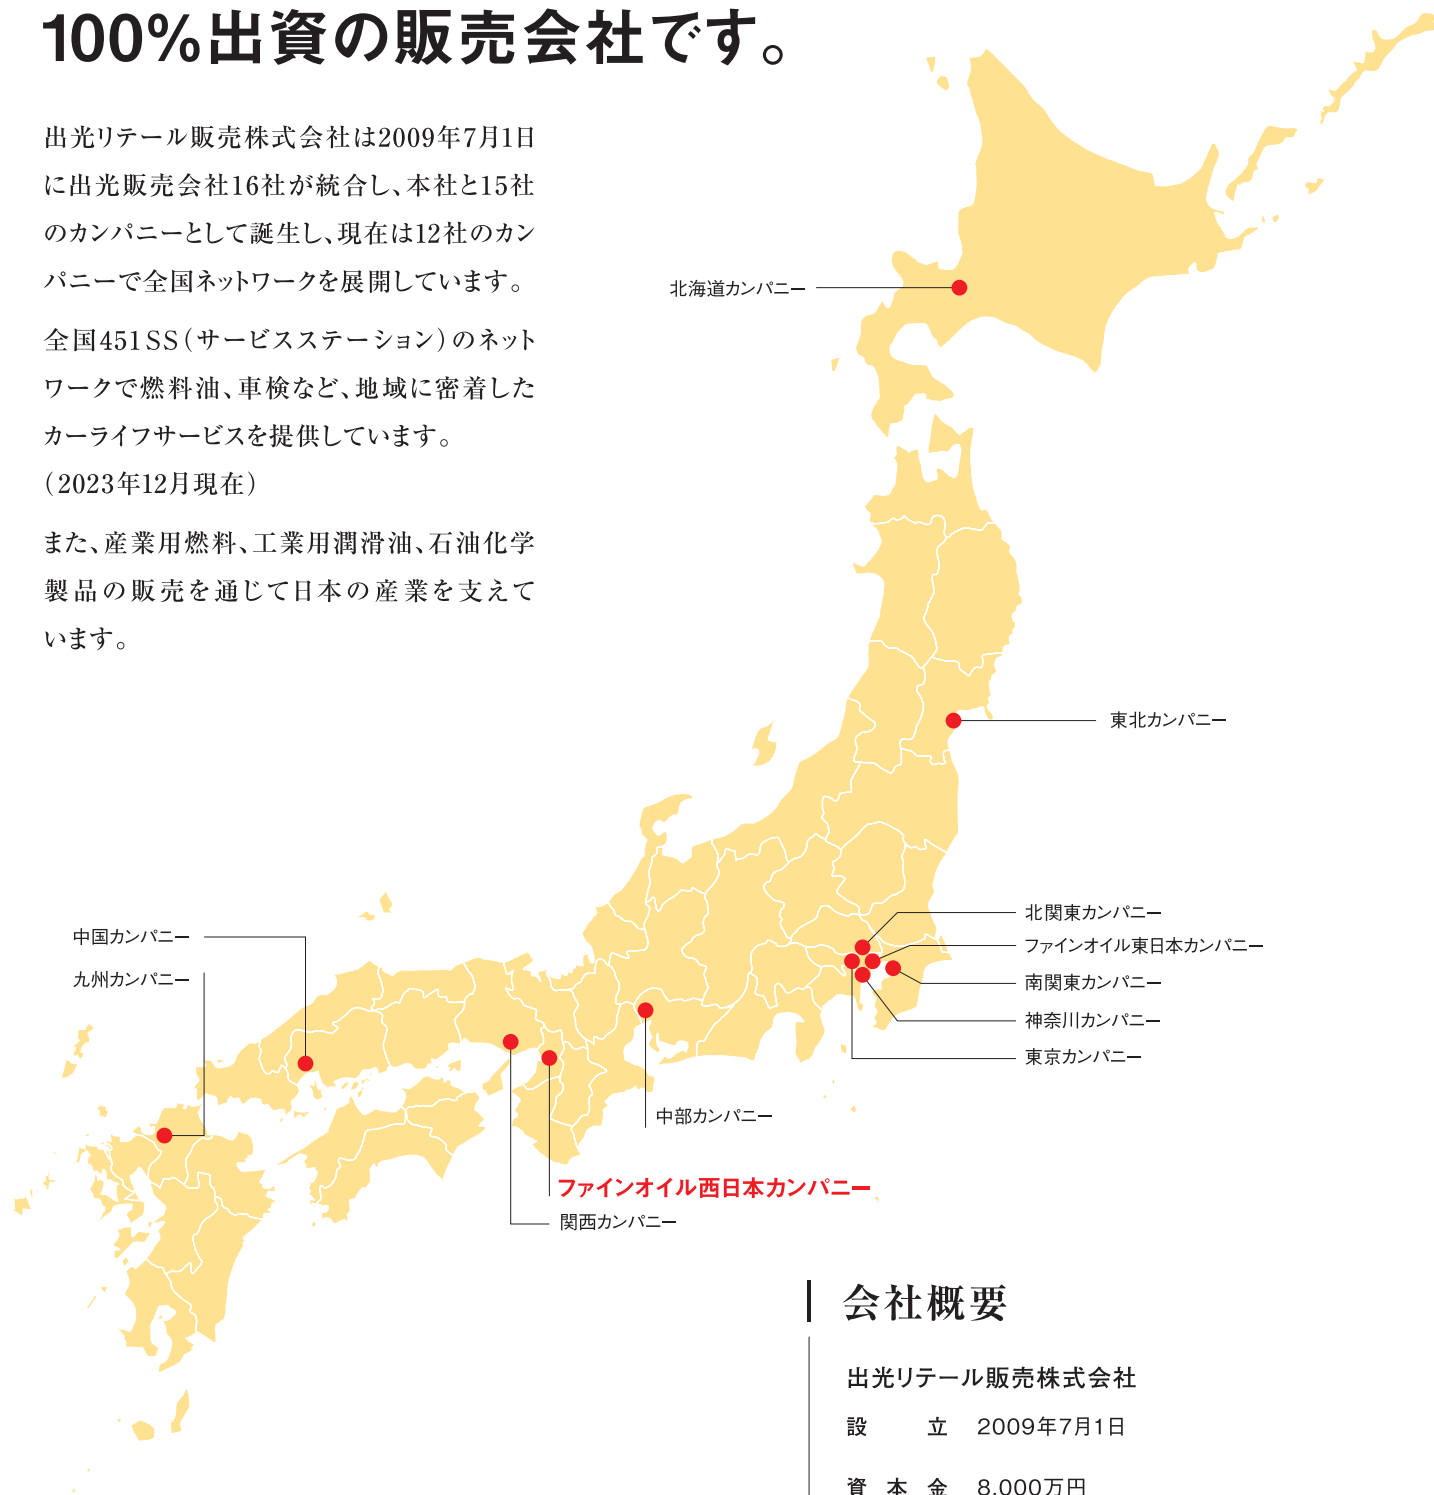 100%出資の販売会社です。
出光リテール販売株式会社は2009年7月1日
に出光販売会社16社が統合し、本社と15社
のカンパニーとして誕生し、現在は12社のカン
パニーで全国ネットワークを展開しています。
全国451SS（サービスステーション）のネット
ワークで燃料油、車検など、地域に密着した
カーライフサービスを提供しています。
（2023年12月現在）
また、産業用燃料、工業用潤滑油、石油化学
製品の販売を通じて日本の産業を支えて
います。
北海道カンパニー
東北カンパニー
北関東カンパニー
ファインオイル東日本カンパニー
南関東カンパニー
神奈川カンパニー
東京カンパニー
中国カンパニー
九州カンパニー
中部カンパニー
ファインオイル西日本カンパニー
関西カンパニー
会社概要
出光リテール販売株式会社
設 立 2009年7月1日
資本金 8,000万円